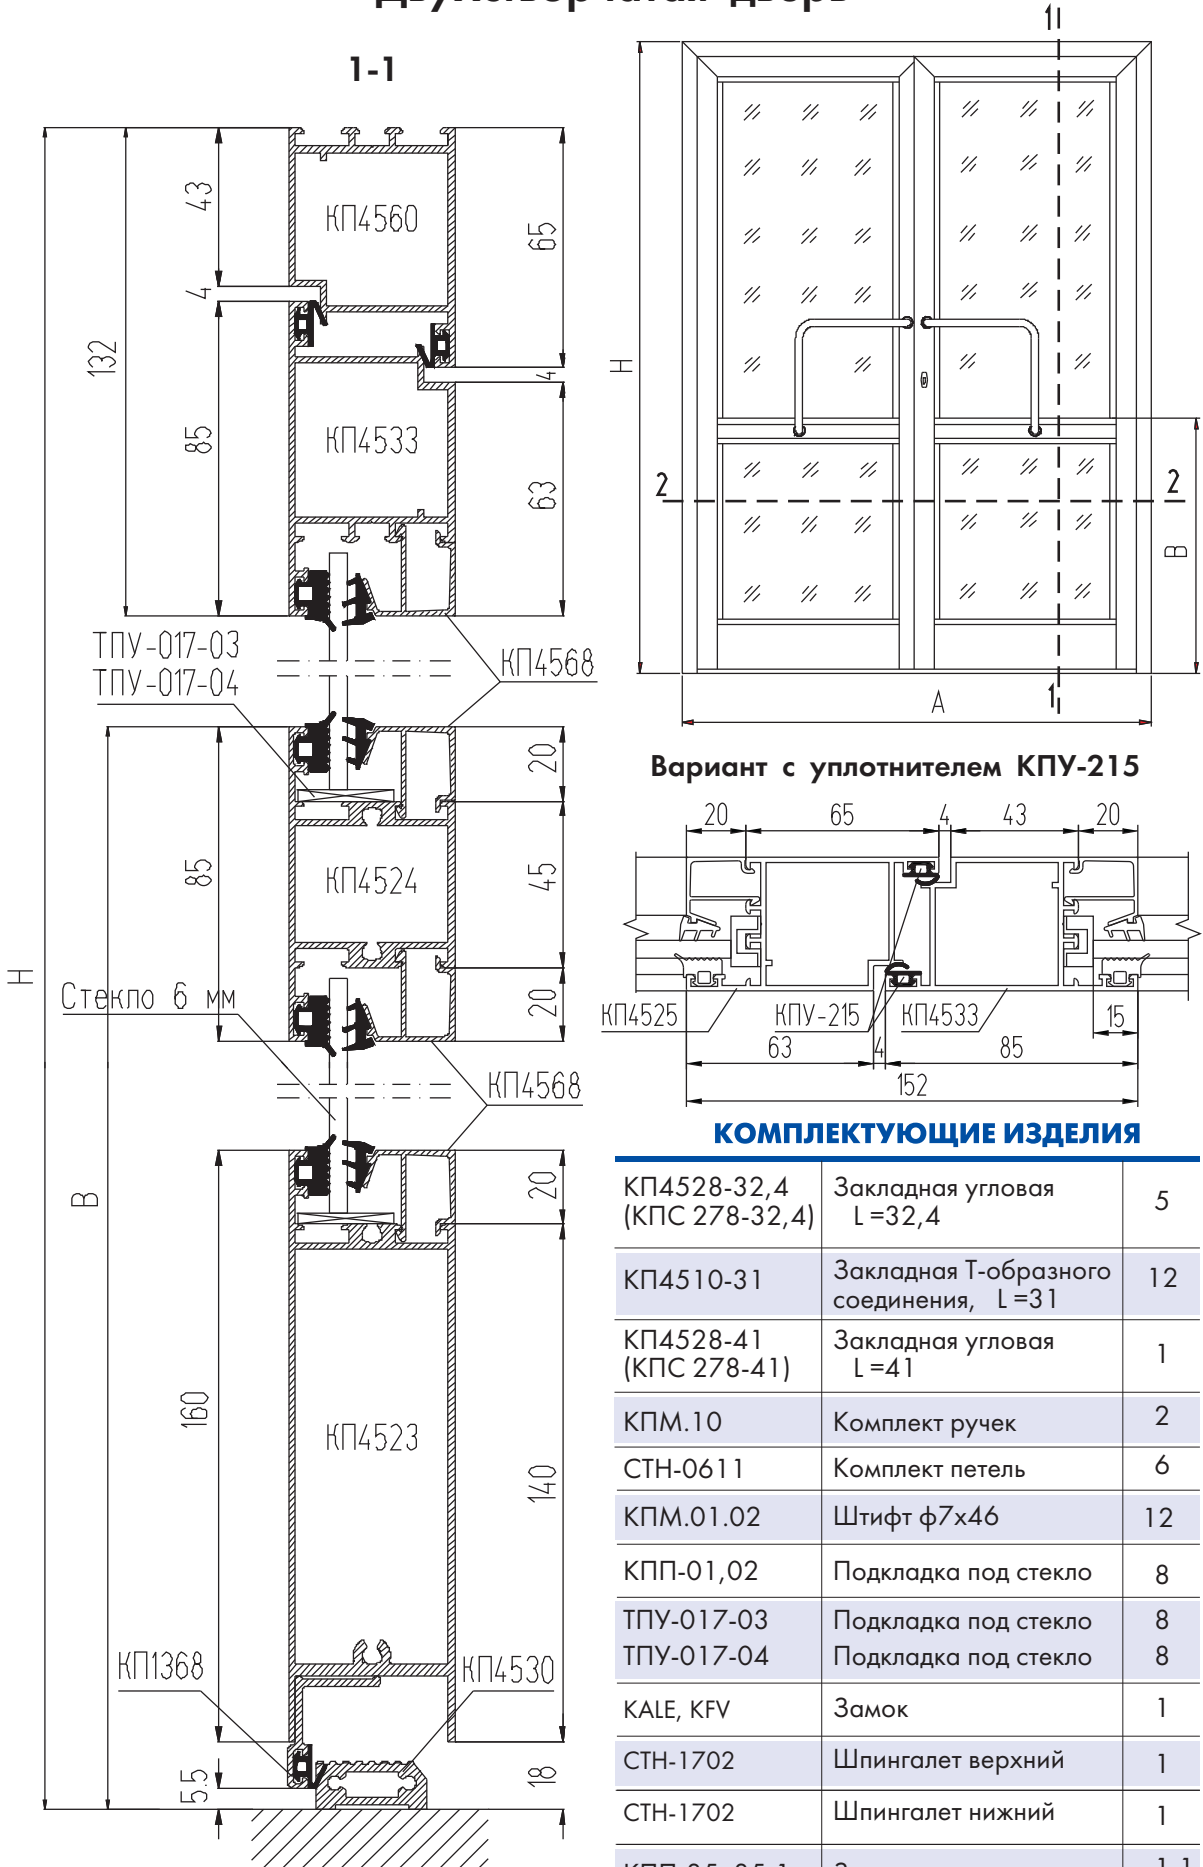 1-1
43
4
85
132
КП4560
65
4
КП4533
63
ТПУ-017-03
ТПУ-017-04
КП4568
20
85
КП4524
45
H
Стекло 6 мм
20
КП4568
B
20
160
КП4523
140
КП1368
КП4530
5.5
18
1
H
2
2
B
1
A
Вариант с уплотнителем КПУ-215
20
65
4
43
20
КП4525
КПУ-215
КП4533
15
63
4
85
152
КОМПЛЕКТУЮЩИЕ ИЗДЕЛИЯ
КП4528-32,4 Закладная угловая 5
(КПС 278-32,4) L =32,4
КП4510-31 Закладная Т-образного 12
соединения, L =31
КП4528-41 Закладная угловая 1
(КПС 278-41) L =41
КПМ.10 Комплект ручек 2
СТН-0611 Комплект петель 6
КПМ.01.02 Штифт ф7х46 12
КПП-01,02 Подкладка под стекло 8
ТПУ-017-03 Подкладка под стекло 8
ТПУ-017-04 Подкладка под стекло 8
KALE, KFV Замок 1
СТН-1702 Шпингалет верхний 1
СТН-1702 Шпингалет нижний 1